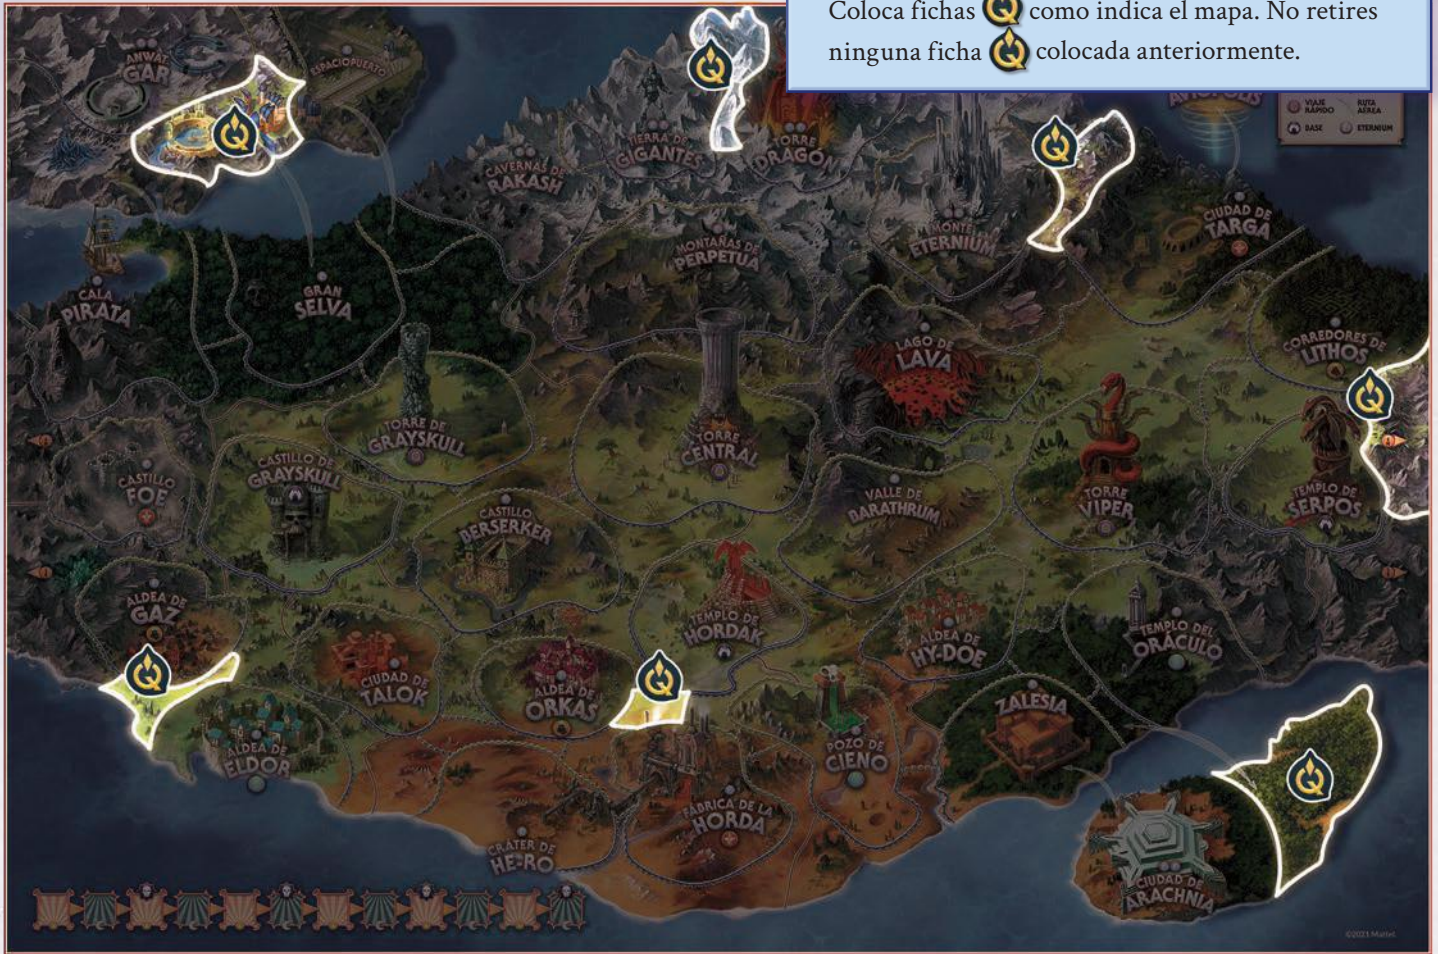 Coloca fichas Q como indica el mapa. No retires
ninguna ficha Q colocada anteriormente.
ANWAT
GAR
ESPACIOPUERTO
Q
Q
TIERRA DE
GIGANTES
TORRE
DRAGÓN
AVIÓPOLIS
VIAJE
RÁPIDO
RUTA
AÉREA
BASE
ETERNIUM
Q
CAVERNAS DE
RAKASH
MONTAÑAS DE
PERPETUA
MONTE
ETERNIUM
CIUDAD DE
TARGA
CALA
PIRATA
GRAN
SELVA
LAGO DE
LAVA
CORREDORES DE
LITHOS
Q
TORRE DE
GRAYSKULL
TORRE
CENTRAL
CASTILLO
FOE
CASTILLO DE
GRAYSKULL
CASTILLO
BERSERKER
VALLE DE
BARATHRUM
TORRE
VIPER
TEMPLO DE
SERPOS
ALDEA DE
GAZ
TEMPLO DE
HORDAK
ALDEA DE
HY-DOE
TEMPLO DEL
ORÁCULO
Q
CIUDAD DE
TALOK
ALDEA DE
ORKAS
Q
ZALESIA
ALDEA DE
ELDOR
POZO DE
CIENO
Q
CRÁTER DE
HE-RO
FÁBRICA DE LA
HORDA
CIUDAD DE
ARACHNIA
©2021 Mattel.